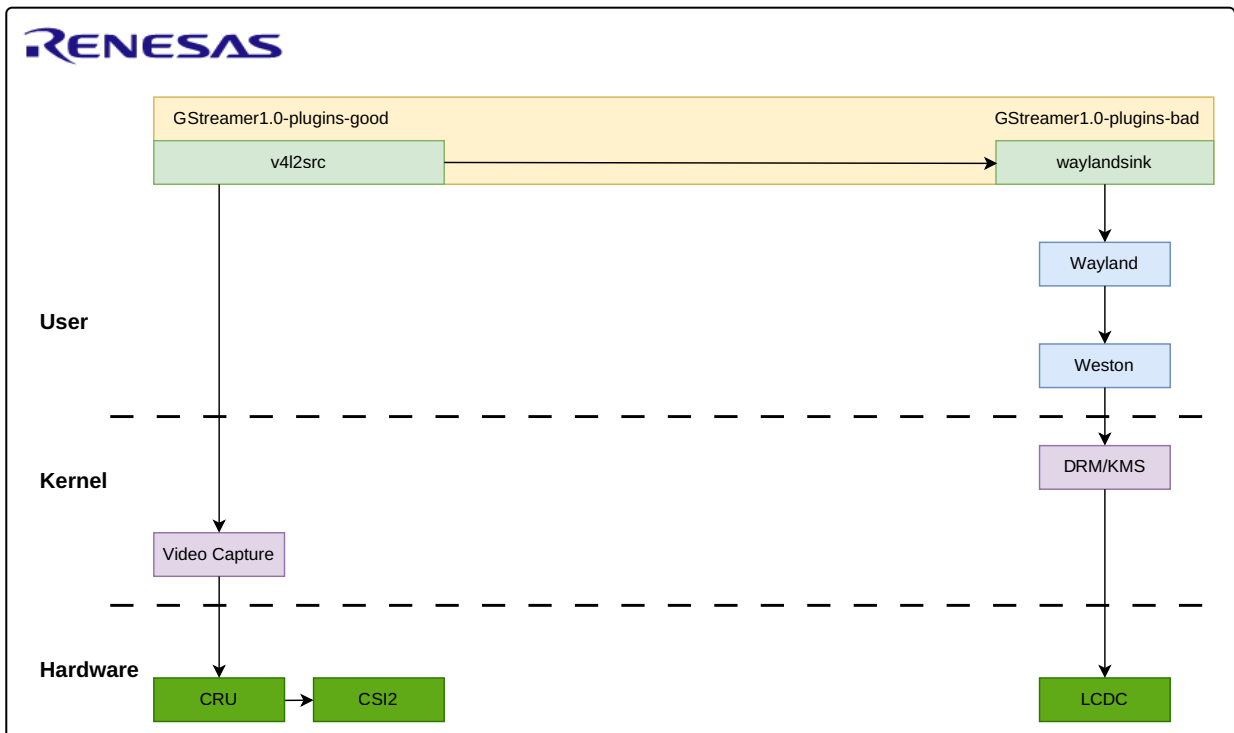 RENESAS
GStreamer1.0-plugins-good
GStreamer1.0-plugins-bad
v4l2src
waylandsink
Wayland
User
Weston
Kernel
DRM/KMS
Video Capture
Hardware
CRU
CSI2
LCDC